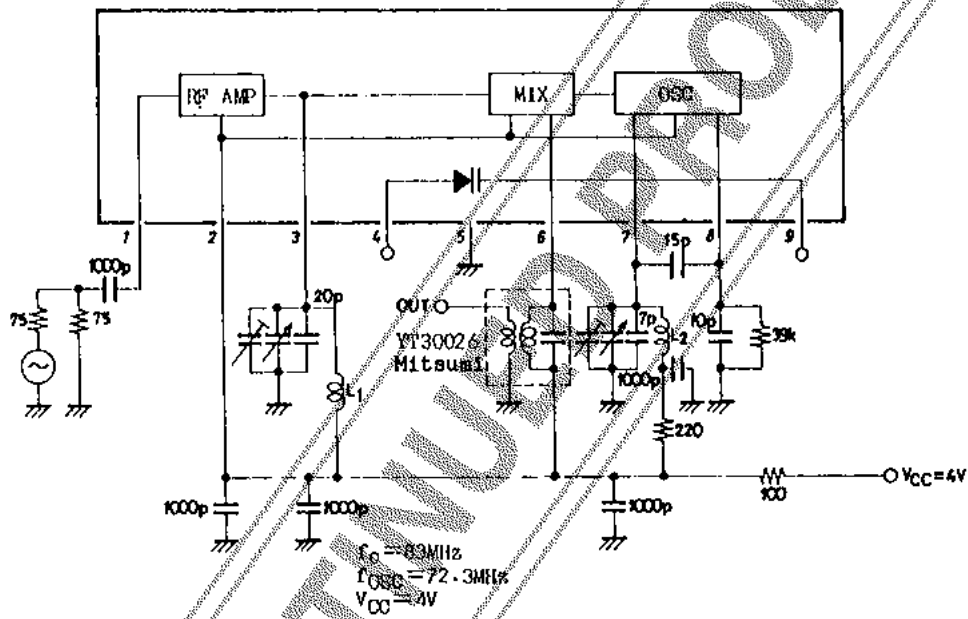 RF AMP
MIX
OSC
1
2
3
4
5
6
7
8
9
1000p
75
75
20p
L1
OUT
YT30026
Mitsumi
15p
7p
L2
10p
39k
1000p
220
100
VCC=4V
1000p
1000p
1000p
fo=83MHz
fOSC=72.3MHz
VCC=4V